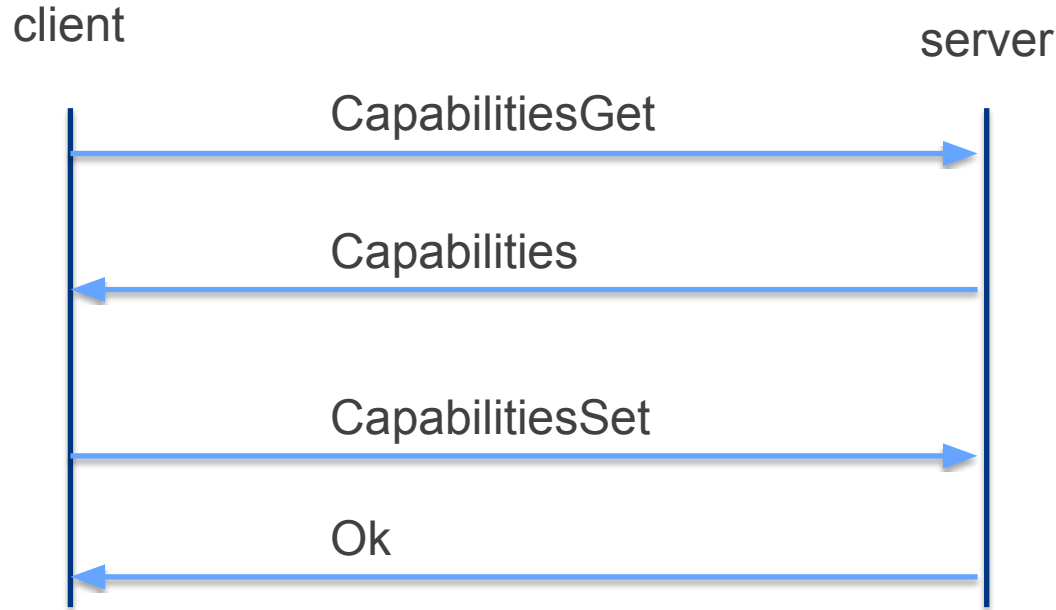 client
server
CapabilitiesGet
Capabilities
CapabilitiesSet
Ok